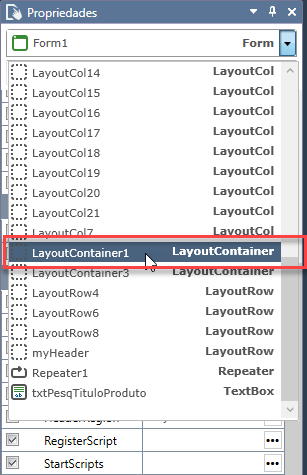 Propriedades
Form1 Form
LayoutCol14 LayoutCol
LayoutCol15 LayoutCol
LayoutCol16 LayoutCol
LayoutCol17 LayoutCol
LayoutCol18 LayoutCol
LayoutCol19 LayoutCol
LayoutCol20 LayoutCol
LayoutCol21 LayoutCol
LayoutCol7 LayoutCol
LayoutContainer1 LayoutContainer
LayoutContainer3 LayoutContainer
LayoutRow4 LayoutRow
LayoutRow6 LayoutRow
LayoutRow8 LayoutRow
myHeader LayoutRow
Repeater1 Repeater
txtPesqTituloProduto TextBox
HeaderRegion
RegisterScript
StartScripts